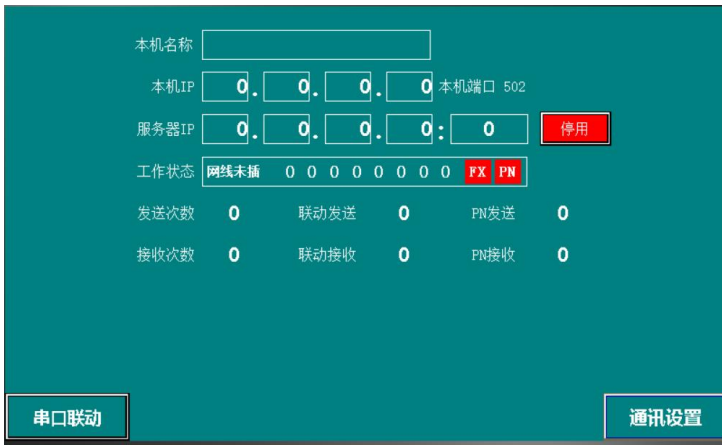 本机名称
本机IP 0. 0. 0. 0 本机端口 502
服务器IP 0. 0. 0. 0: 0 停用
工作状态 网线未插 0 0 0 0 0 0 0 0 FX PN
发送次数 0 联动发送 0 PN发送 0
接收次数 0 联动接收 0 PN接收 0
串口联动 通讯设置